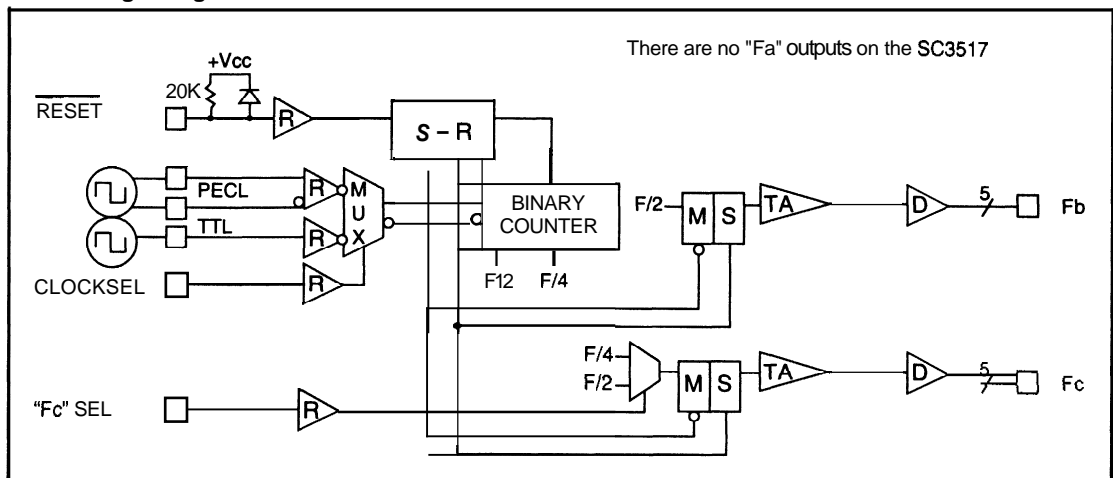 There are no "Fa" outputs on the SC3517
+Vcc
20K
RESET
R
S – R
PECL
R
MUX
TTL
R
CLOCKSEL
R
BINARY
COUNTER
F12 F/4
F/2
M S
TA
D
5
Fb
F/4
F/2
M S
TA
D
5
Fc
"Fc" SEL
R